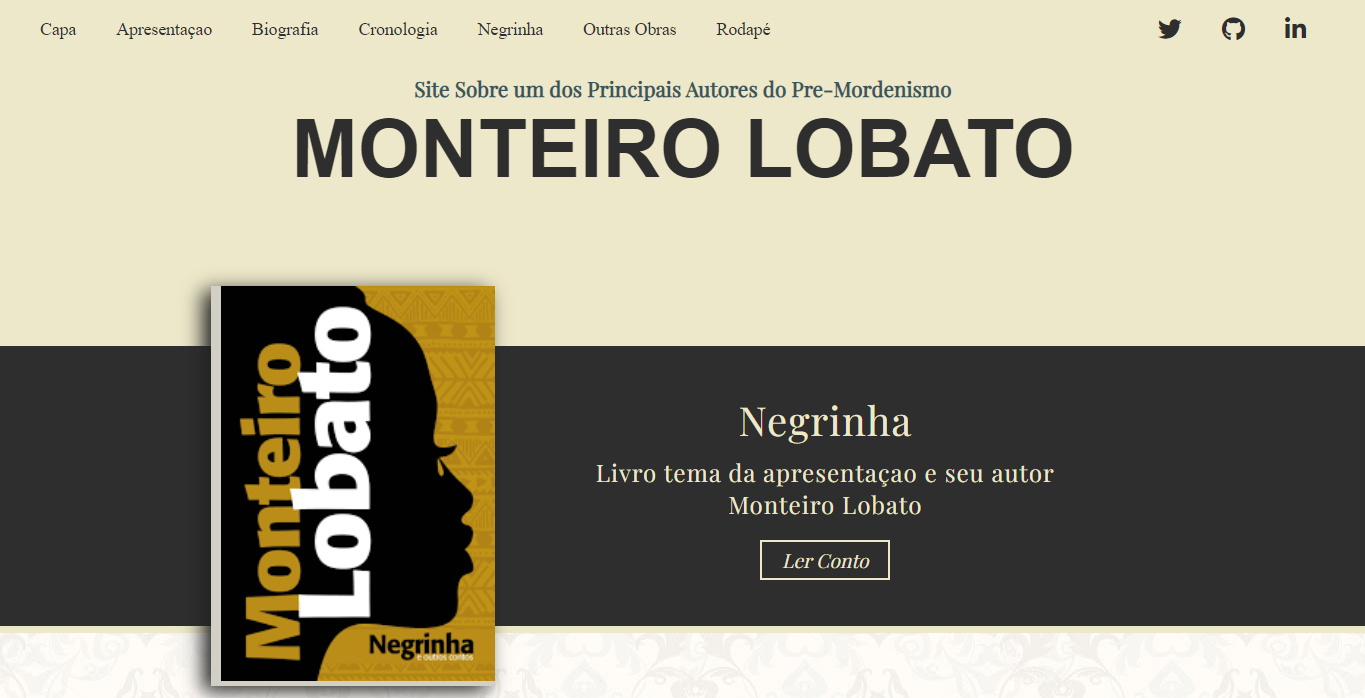 Capa Apresentaçao Biografia Cronologia Negrinha Outras Obras Rodapé
Site Sobre um dos Principais Autores do Pre-Mordenismo
MONTEIRO LOBATO
Monteiro
Lobato
Negrinha
e outros contos
Negrinha
Livro tema da apresentaçao e seu autor
Monteiro Lobato
Ler Conto